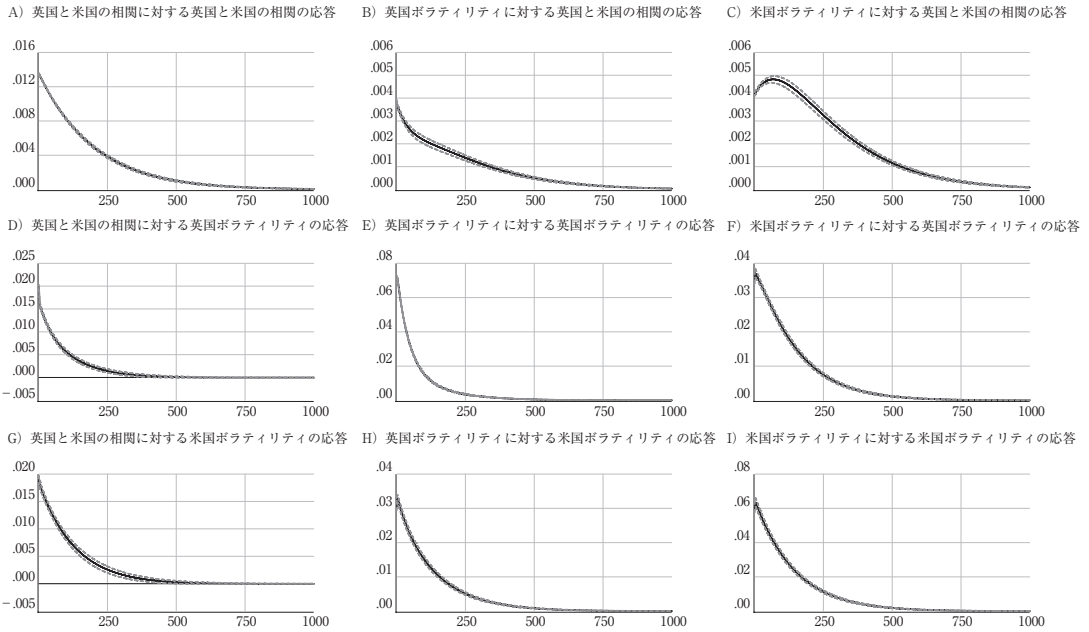 A）英国と米国の相関に対する英国と米国の相関の応答
.016
.012
.008
.004
.000
250 500 750 1000
B）英国ボラティリティに対する英国と米国の相関の応答
.006
.005
.004
.003
.002
.001
.000
250 500 750 1000
C）米国ボラティリティに対する英国と米国の相関の応答
.006
.005
.004
.003
.002
.001
.000
250 500 750 1000
D）英国と米国の相関に対する英国ボラティリティの応答
.025
.020
.015
.010
.005
.000
－.005
250 500 750 1000
E）英国ボラティリティに対する英国ボラティリティの応答
.08
.06
.04
.02
.00
250 500 750 1000
F）米国ボラティリティに対する英国ボラティリティの応答
.04
.03
.02
.01
.00
250 500 750 1000
G）英国と米国の相関に対する米国ボラティリティの応答
.020
.015
.010
.005
.000
－.005
250 500 750 1000
H）英国ボラティリティに対する米国ボラティリティの応答
.04
.03
.02
.01
.00
250 500 750 1000
I）米国ボラティリティに対する米国ボラティリティの応答
.08
.06
.04
.02
.00
250 500 750 1000